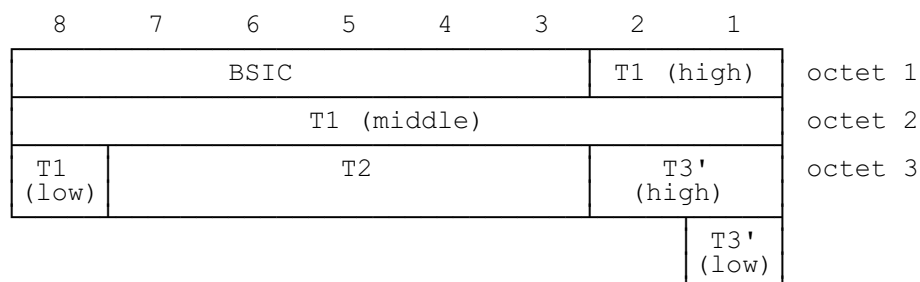 8 7 6 5 4 3 2 1
BSIC T1 (high) octet 1
T1 (middle) octet 2
T1 (low) T2 T3' (high) octet 3
T3' (low)